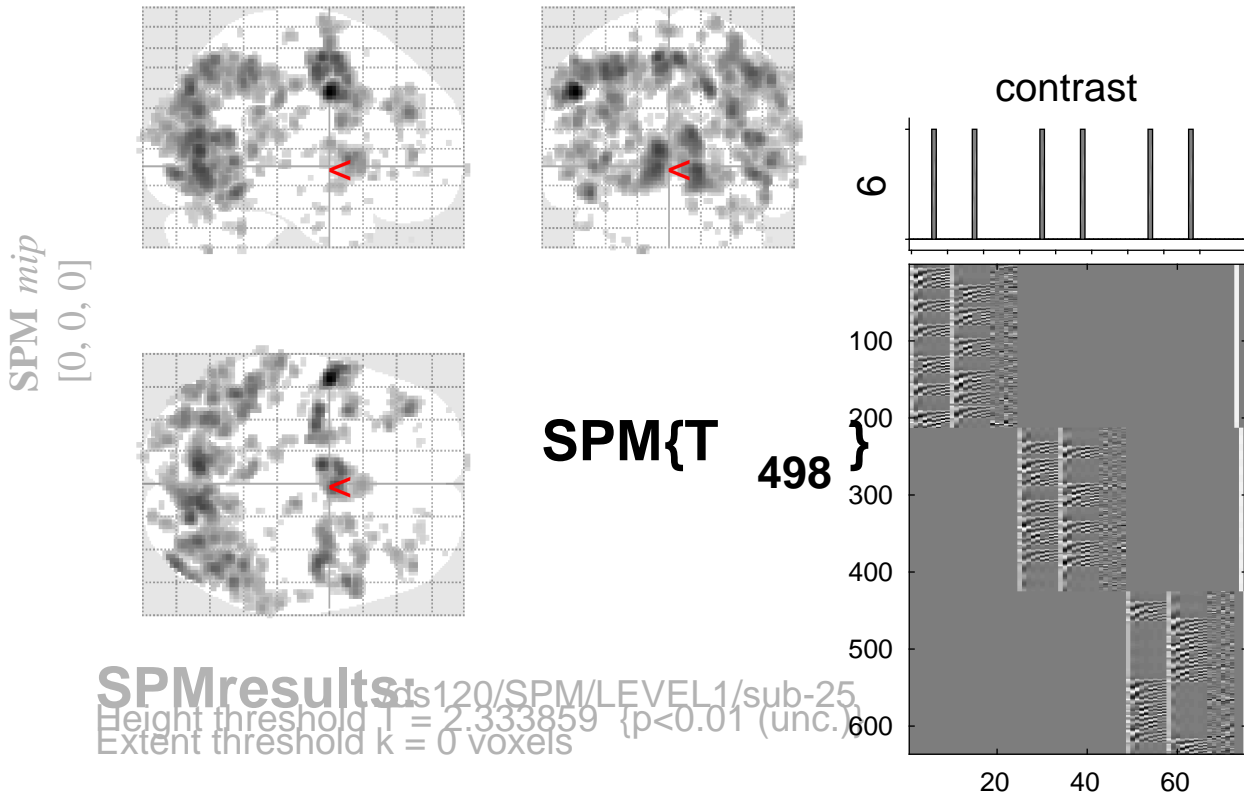 SPM mip
[0, 0, 0]
<
<
<
SPM{T498}
SPMresults: /ds120/SPM/LEVEL1/sub-25
Height threshold T = 2.333859 {p<0.01 (unc.)}
Extent threshold k = 0 voxels
contrast
6
100
200
300
400
500
600
20 40 60